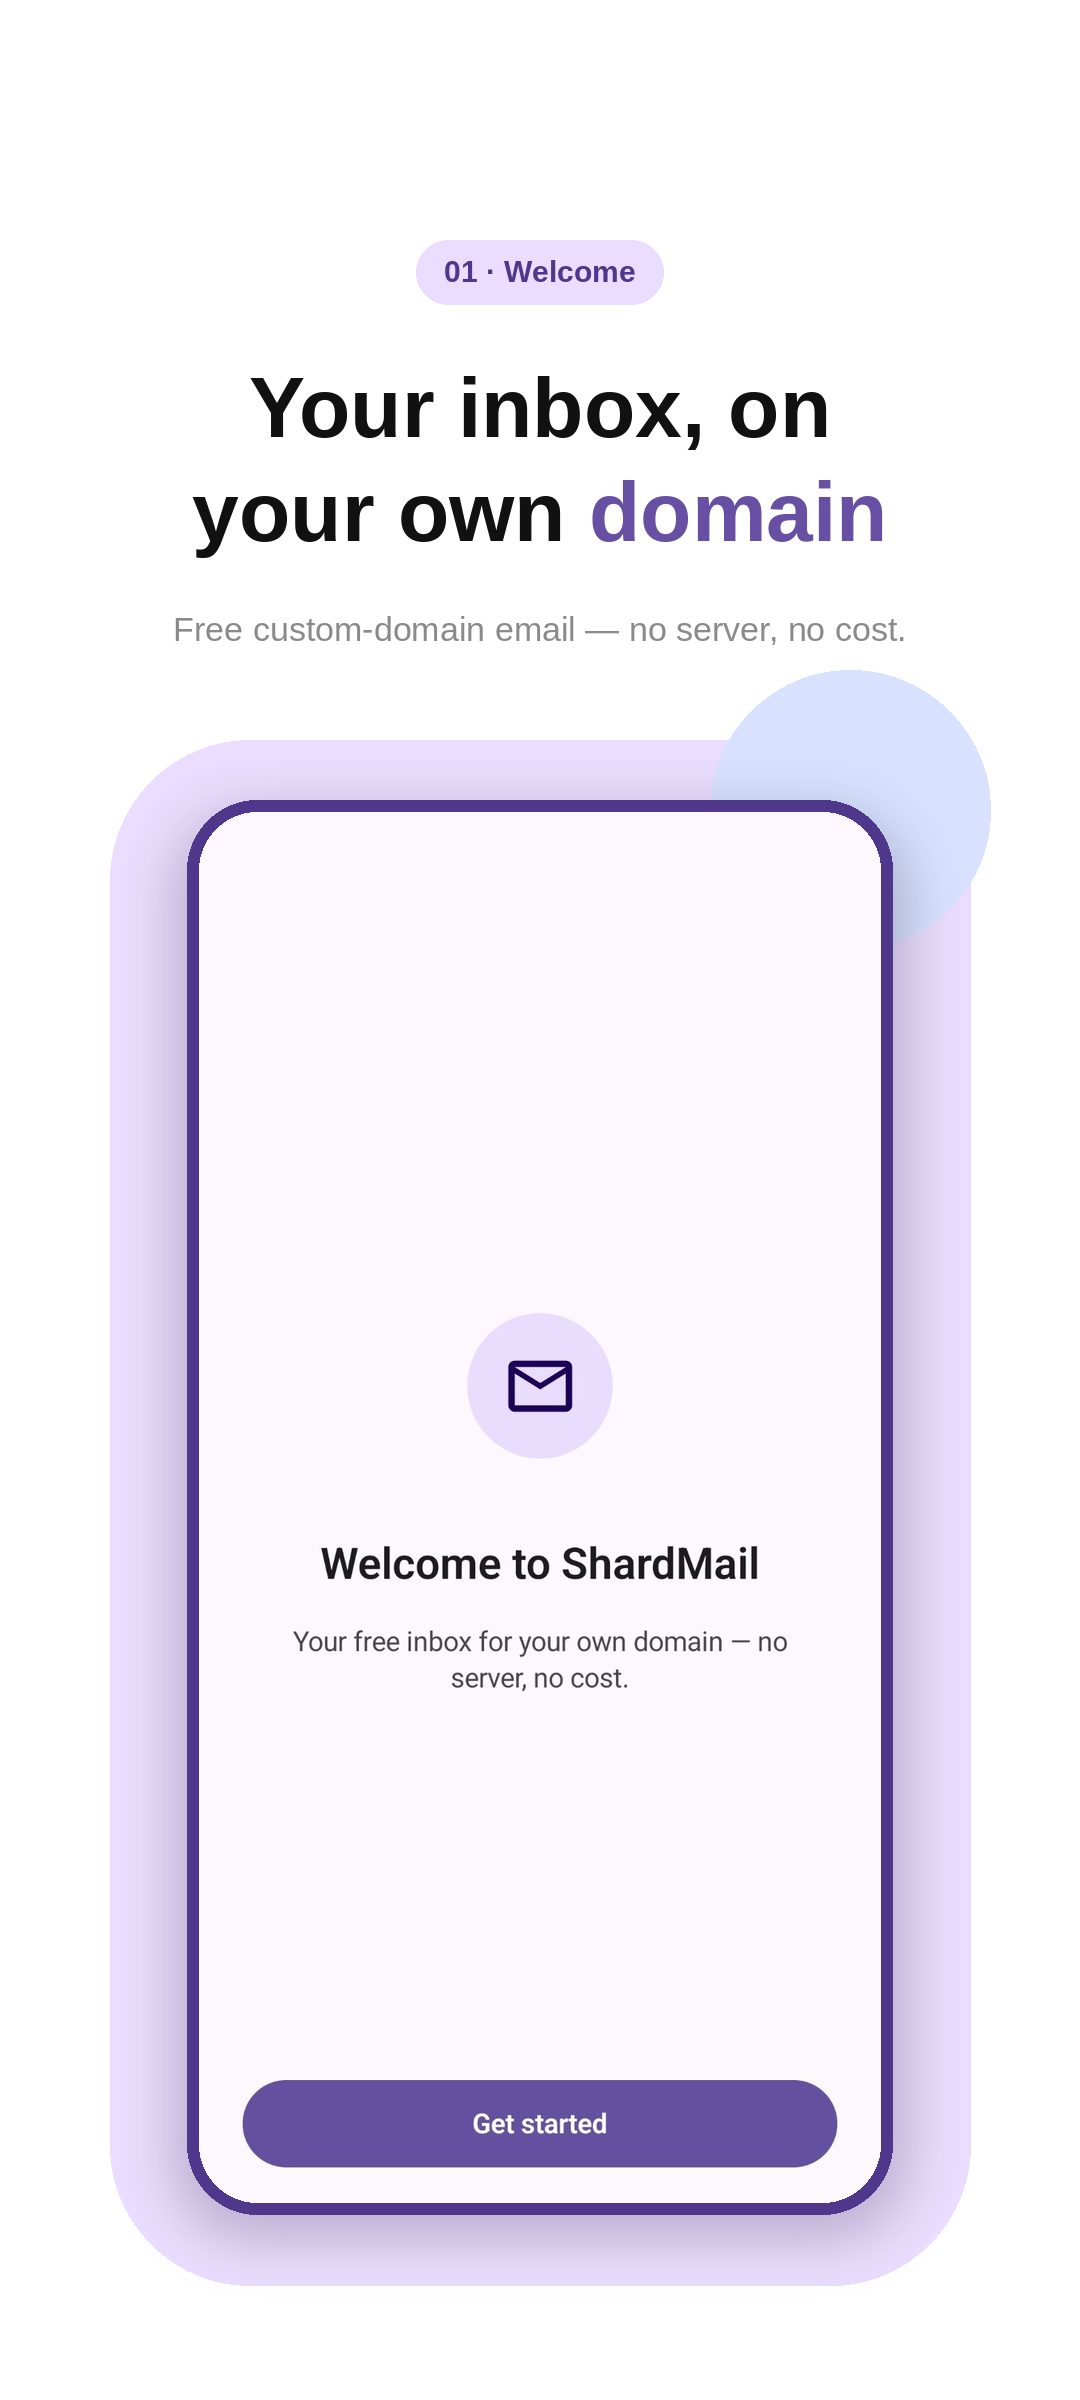 01 · Welcome
Your inbox, on
your own domain
Free custom-domain email — no server, no cost.
Welcome to ShardMail
Your free inbox for your own domain — no
server, no cost.
Get started